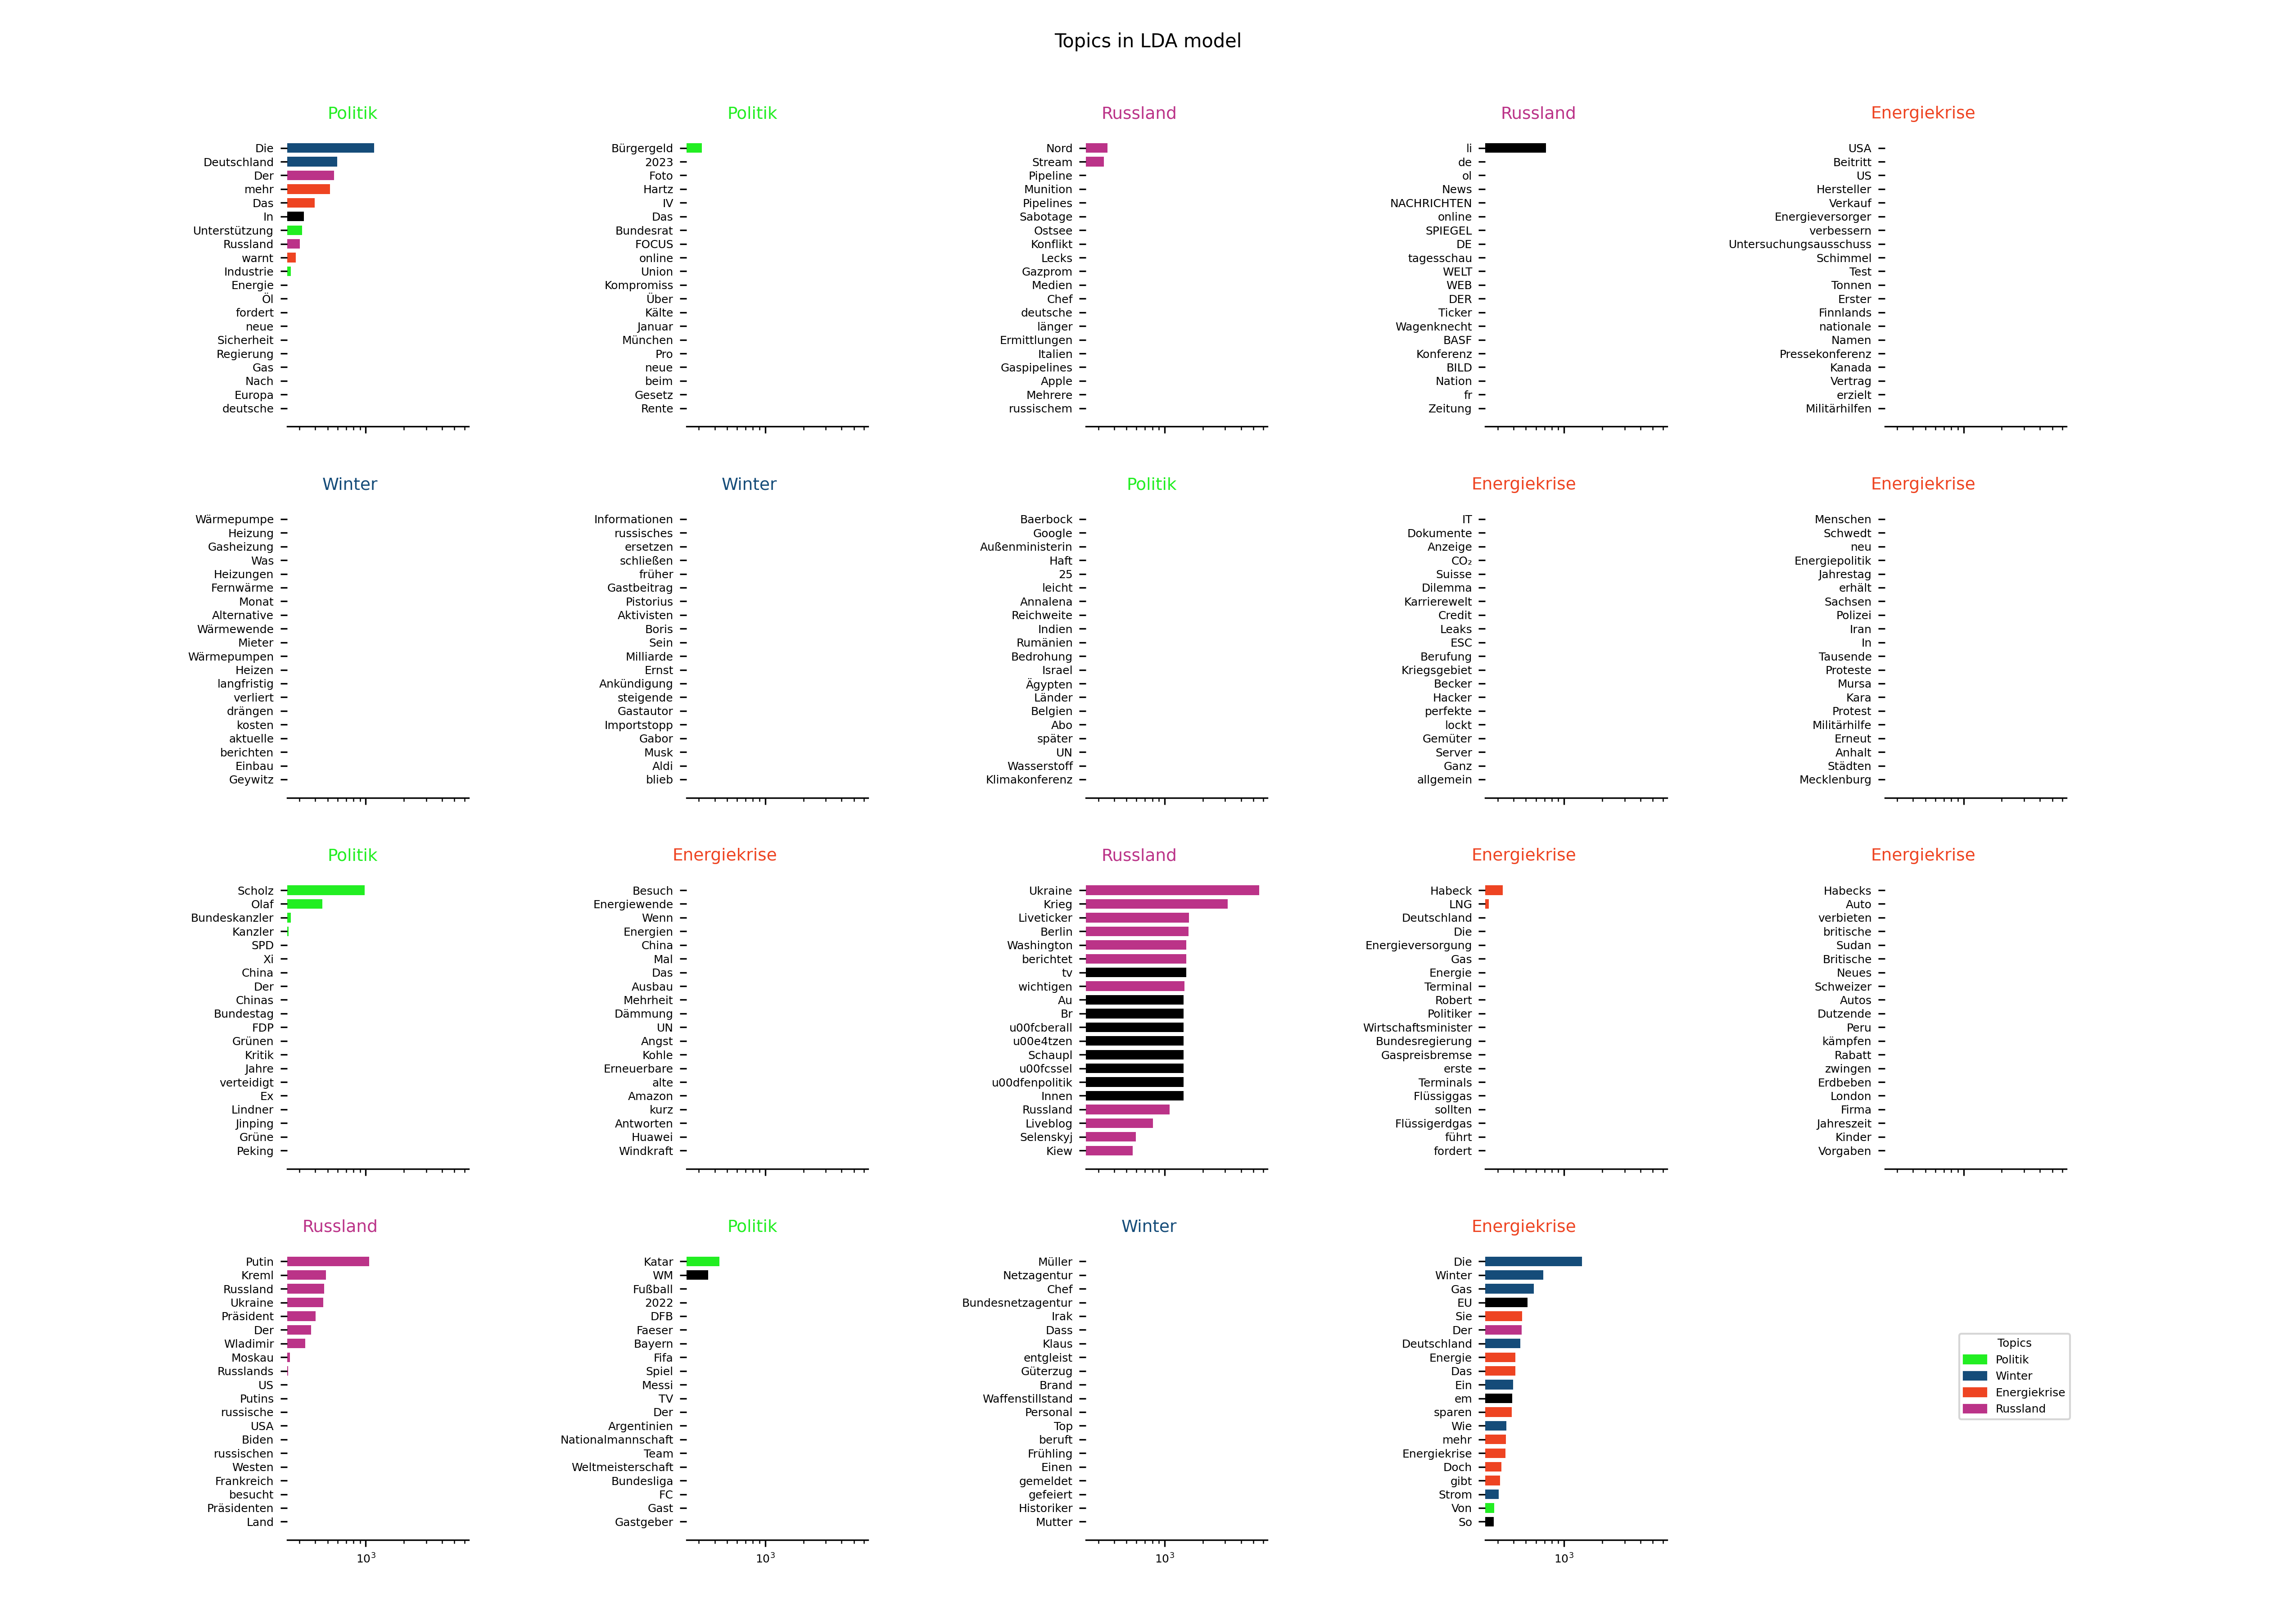 Topics in LDA model
Politik
Die
Deutschland
Der
mehr
Das
In
Unterstützung
Russland
warnt
Industrie
Energie
Öl
fordert
neue
Sicherheit
Regierung
Gas
Nach
Europa
deutsche
Politik
Bürgergeld
2023
Foto
Hartz
IV
Das
Bundesrat
FOCUS
online
Union
Kompromiss
Über
Kälte
Januar
München
Pro
neue
beim
Gesetz
Rente
Russland
Nord
Stream
Pipeline
Munition
Pipelines
Sabotage
Ostsee
Konflikt
Lecks
Gazprom
Medien
Chef
deutsche
länger
Ermittlungen
Italien
Gaspipelines
Apple
Mehrere
russischem
Russland
li
de
ol
News
NACHRICHTEN
online
SPIEGEL
DE
tagesschau
WELT
WEB
DER
Ticker
Wagenknecht
BASF
Konferenz
BILD
Nation
fr
Zeitung
Energiekrise
USA
Beitritt
US
Hersteller
Verkauf
Energieversorger
verbessern
Untersuchungsausschuss
Schimmel
Test
Tonnen
Erster
Finnlands
nationale
Namen
Pressekonferenz
Kanada
Vertrag
erzielt
Militärhilfen
Winter
Wärmepumpe
Heizung
Gasheizung
Was
Heizungen
Fernwärme
Monat
Alternative
Wärmewende
Mieter
Wärmepumpen
Heizen
langfristig
verliert
drängen
kosten
aktuelle
berichten
Einbau
Geywitz
Winter
Informationen
russisches
ersetzen
schließen
früher
Gastbeitrag
Pistorius
Aktivisten
Boris
Sein
Milliarde
Ernst
Ankündigung
steigende
Gastautor
Importstopp
Gabor
Musk
Aldi
blieb
Politik
Baerbock
Google
Außenministerin
Haft
25
leicht
Annalena
Reichweite
Indien
Rumänien
Bedrohung
Israel
Ägypten
Länder
Belgien
Abo
später
UN
Wasserstoff
Klimakonferenz
Energiekrise
IT
Dokumente
Anzeige
CO₂
Suisse
Dilemma
Karrierewelt
Credit
Leaks
ESC
Berufung
Kriegsgebiet
Becker
Hacker
perfekte
lockt
Gemüter
Server
Ganz
allgemein
Energiekrise
Menschen
Schwedt
neu
Energiepolitik
Jahrestag
erhält
Sachsen
Polizei
Iran
In
Tausende
Proteste
Mursa
Kara
Protest
Militärhilfe
Erneut
Anhalt
Städten
Mecklenburg
Politik
Scholz
Olaf
Bundeskanzler
Kanzler
SPD
Xi
China
Der
Chinas
Bundestag
FDP
Grünen
Kritik
Jahre
verteidigt
Ex
Lindner
Jinping
Grüne
Peking
Energiekrise
Besuch
Energiewende
Wenn
Energien
China
Mal
Das
Ausbau
Mehrheit
Dämmung
UN
Angst
Kohle
Erneuerbare
alte
Amazon
kurz
Antworten
Huawei
Windkraft
Russland
Ukraine
Krieg
Liveticker
Berlin
Washington
berichtet
tv
wichtigen
Au
Br
u00fcberall
u00e4tzen
Schaupl
u00fcssel
u00dfenpolitik
Innen
Russland
Liveblog
Selenskyj
Kiew
Energiekrise
Habeck
LNG
Deutschland
Die
Energieversorgung
Gas
Energie
Terminal
Robert
Politiker
Wirtschaftsminister
Bundesregierung
Gaspreisbremse
erste
Terminals
Flüssiggas
sollten
Flüssigerdgas
führt
fordert
Energiekrise
Habecks
Auto
verbieten
britische
Sudan
Britische
Neues
Schweizer
Autos
Dutzende
Peru
kämpfen
Rabatt
zwingen
Erdbeben
London
Firma
Jahreszeit
Kinder
Vorgaben
Russland
Putin
Kreml
Russland
Ukraine
Präsident
Der
Wladimir
Moskau
Russlands
US
Putins
russische
USA
Biden
russischen
Westen
Frankreich
besucht
Präsidenten
Land
10³
Politik
Katar
WM
Fußball
2022
DFB
Faeser
Bayern
Fifa
Spiel
Messi
TV
Der
Argentinien
Nationalmannschaft
Team
Weltmeisterschaft
Bundesliga
FC
Gast
Gastgeber
10³
Winter
Müller
Netzagentur
Chef
Bundesnetzagentur
Irak
Dass
Klaus
entgleist
Güterzug
Brand
Waffenstillstand
Personal
Top
beruft
Frühling
Einen
gemeldet
gefeiert
Historiker
Mutter
10³
Energiekrise
Die
Winter
Gas
EU
Sie
Der
Deutschland
Energie
Das
Ein
em
sparen
Wie
mehr
Energiekrise
Doch
gibt
Strom
Von
So
10³
Topics
Politik
Winter
Energiekrise
Russland